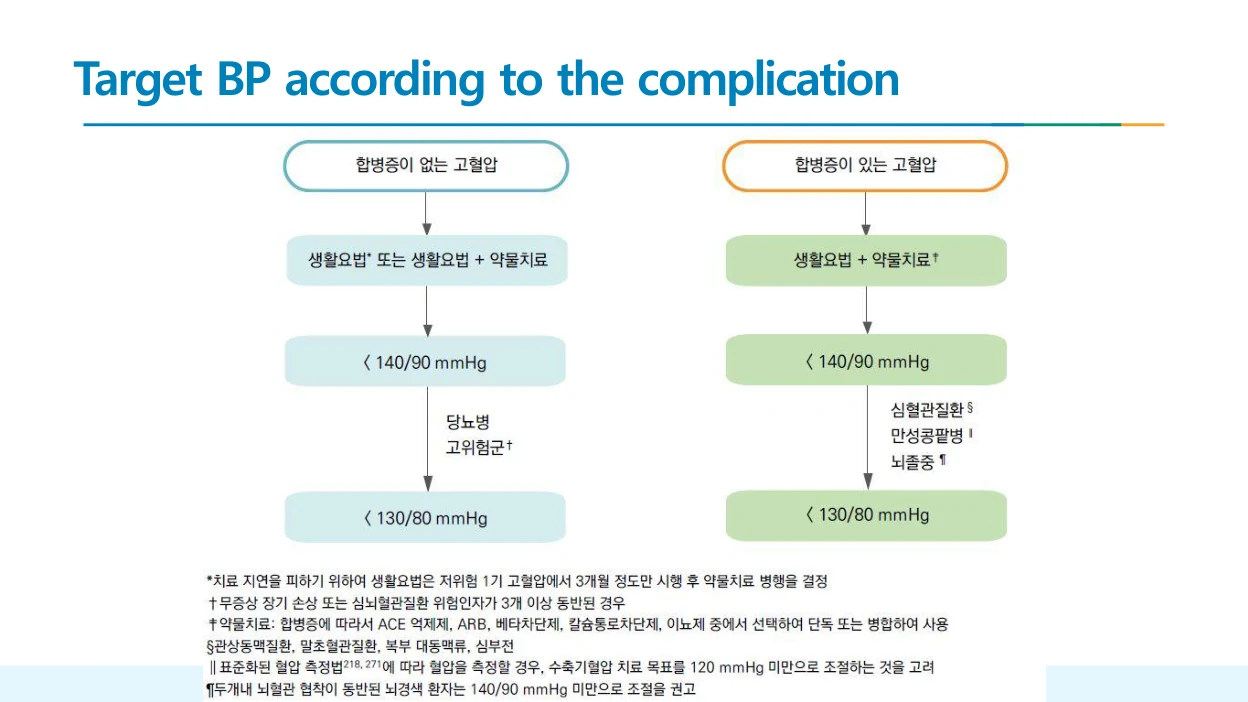 Target BP according to the complication
합병증이 없는 고혈압
생활요법* 또는 생활요법 + 약물치료
< 140/90 mmHg
당뇨병
고위험군†
< 130/80 mmHg
합병증이 있는 고혈압
생활요법 + 약물치료‡
< 140/90 mmHg
심혈관질환 §
만성콩팥병 ∥
뇌졸중 ¶
< 130/80 mmHg
*치료 지연을 피하기 위하여 생활요법은 저위험 1기 고혈압에서 3개월 정도만 시행 후 약물치료 병행을 결정
†무증상 장기 손상 또는 심뇌혈관질환 위험인자가 3개 이상 동반된 경우
‡약물치료: 합병증에 따라서 ACE 억제제, ARB, 베타차단제, 칼슘통로차단제, 이뇨제 중에서 선택하여 단독 또는 병합하여 사용
§관상동맥질환, 말초혈관질환, 복부 대동맥류, 심부전
∥표준화된 혈압 측정법218, 271에 따라 혈압을 측정할 경우, 수축기혈압 치료 목표를 120 mmHg 미만으로 조절하는 것을 고려
¶두개내 뇌혈관 협착이 동반된 뇌경색 환자는 140/90 mmHg 미만으로 조절을 권고